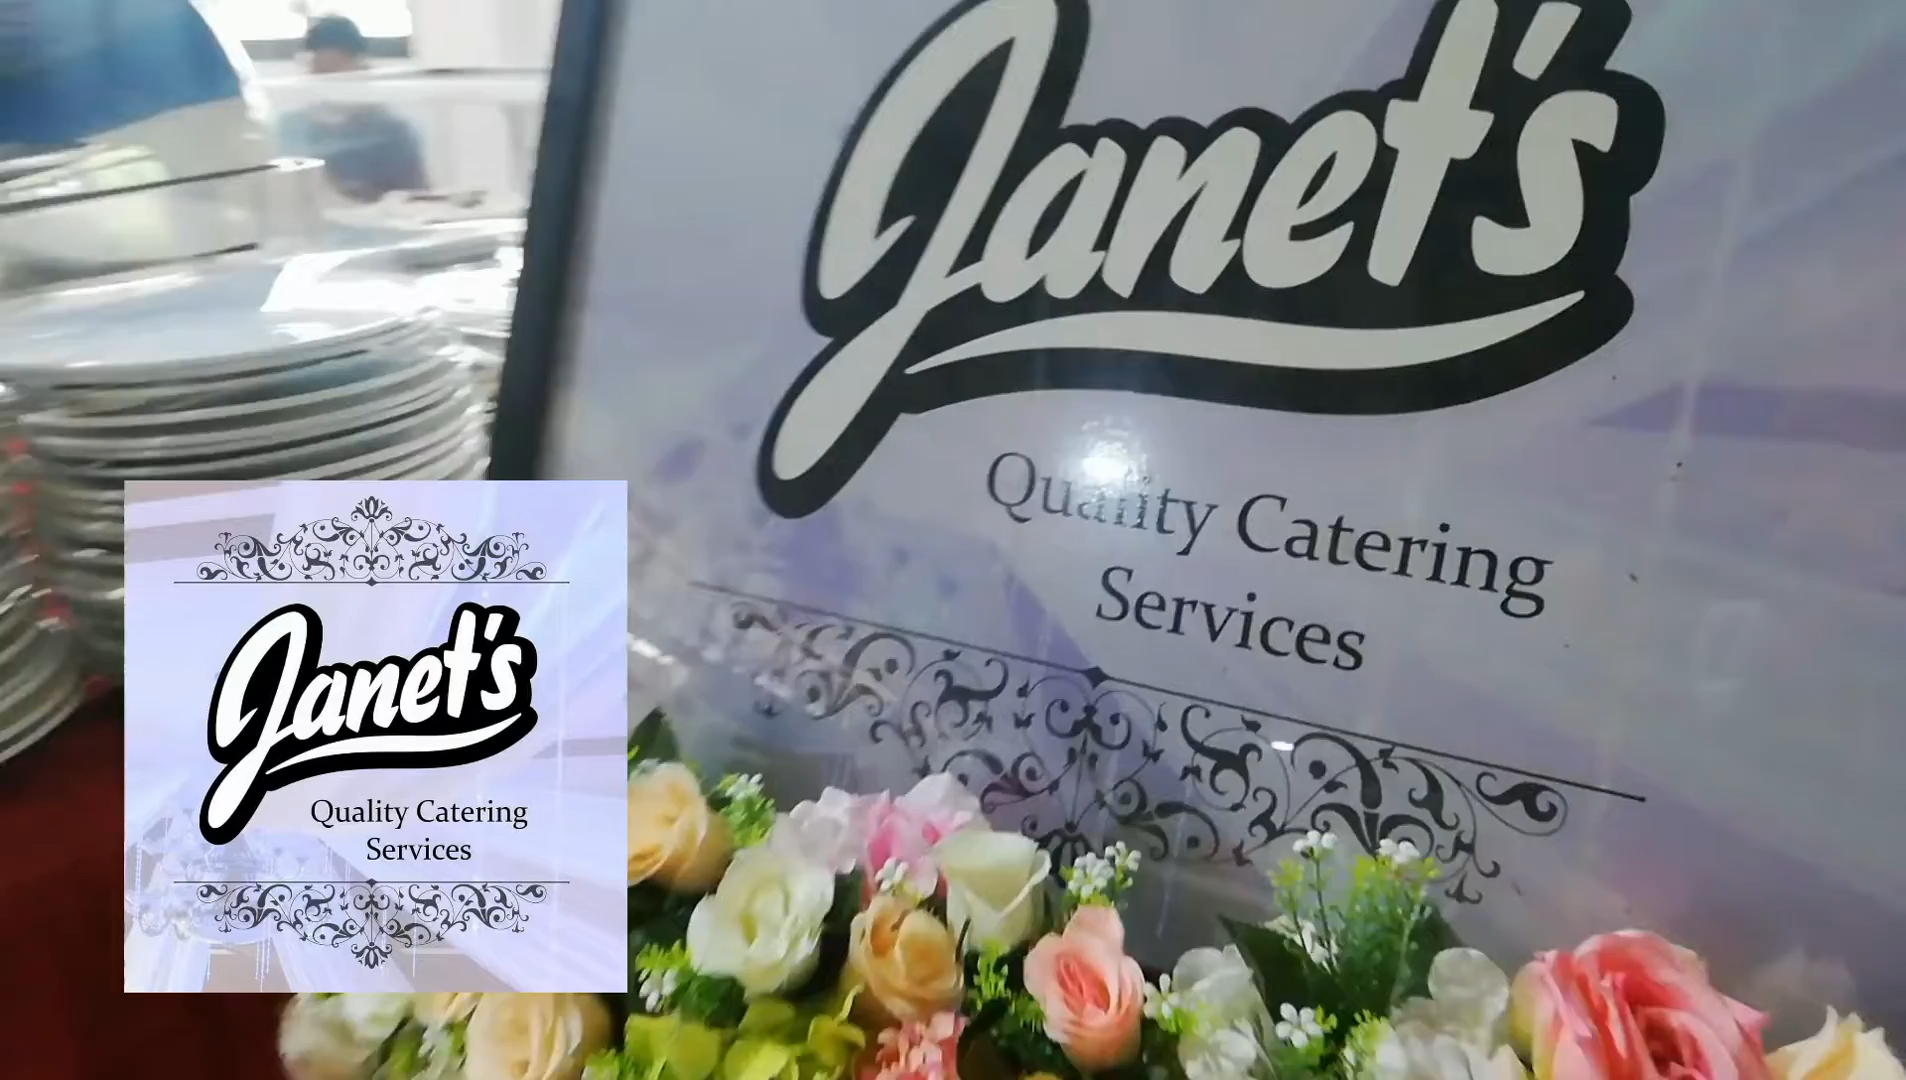 Janet's
Quality Catering
Services
Janet's
Quality Catering
Services